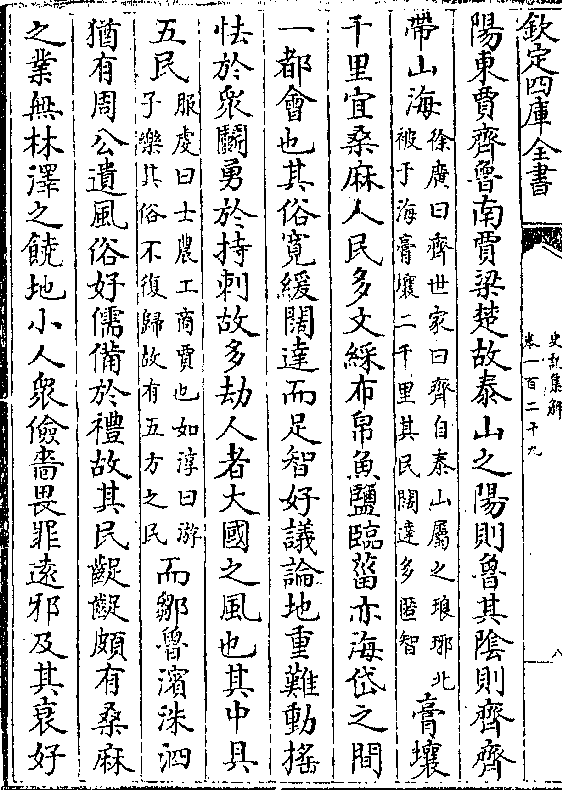 欽定四庫全書
史記集解
卷一百二十九
八
陽東賈齊魯南賈梁楚故泰山之陽則魯其隂則齊齊
帶山海
徐廣曰齊世家曰齊自泰山屬之琅琊北
被于海膏壤二千里其民闊達多匿智
膏壤
千里宜桑麻人民多文綵布帛魚鹽臨菑亦海岱之間
一都會也其俗寛緩闊達而足智好議論地重難動搖
怯於衆鬭勇於持刺故多劫人者大國之風也其中具
五民
服虔曰士農工商賈也如淳曰游
子樂其俗不復歸故有五方之民
而鄒魯濱洙泗
猶有周公遺風俗好儒備於禮故其民齪齪頗有桑麻
之業無林澤之饒地小人衆儉嗇畏罪逺邪及其衰好